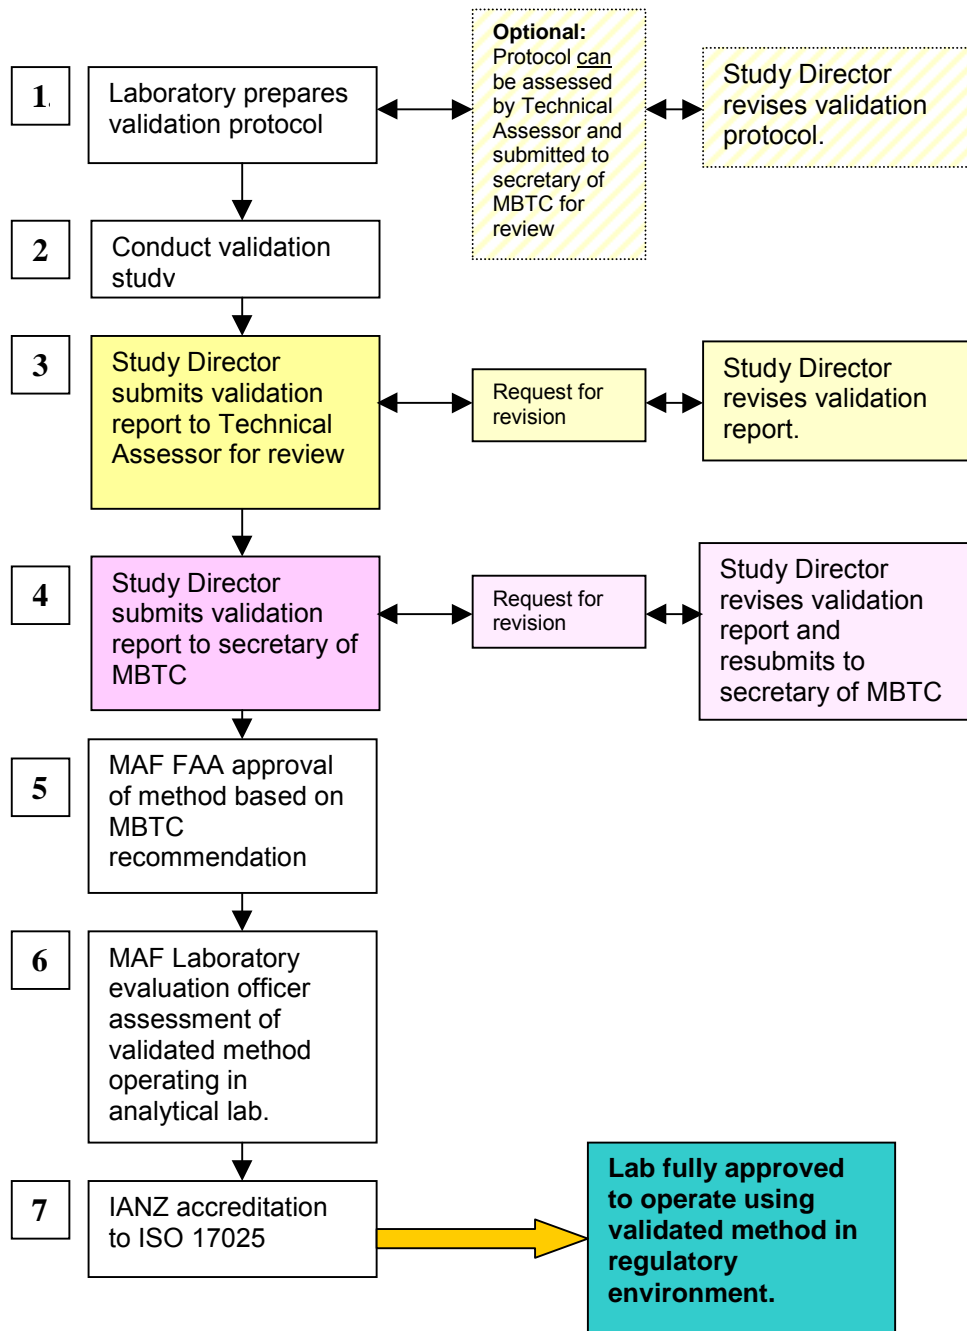 1.
Laboratory prepares
validation protocol
Optional:
Protocol can
be assessed
by Technical
Assessor and
submitted to
secretary of
MBTC for
review
Study Director
revises validation
protocol.
2
Conduct validation
study
3
Study Director
submits validation
report to Technical
Assessor for review
Request for
revision
Study Director
revises validation
report.
4
Study Director
submits validation
report to secretary of
MBTC
Request for
revision
Study Director
revises validation
report and
resubmits to
secretary of MBTC
5
MAF FAA approval
of method based on
MBTC
recommendation
6
MAF Laboratory
evaluation officer
assessment of
validated method
operating in
analytical lab.
7
IANZ accreditation
to ISO 17025
Lab fully approved
to operate using
validated method in
regulatory
environment.